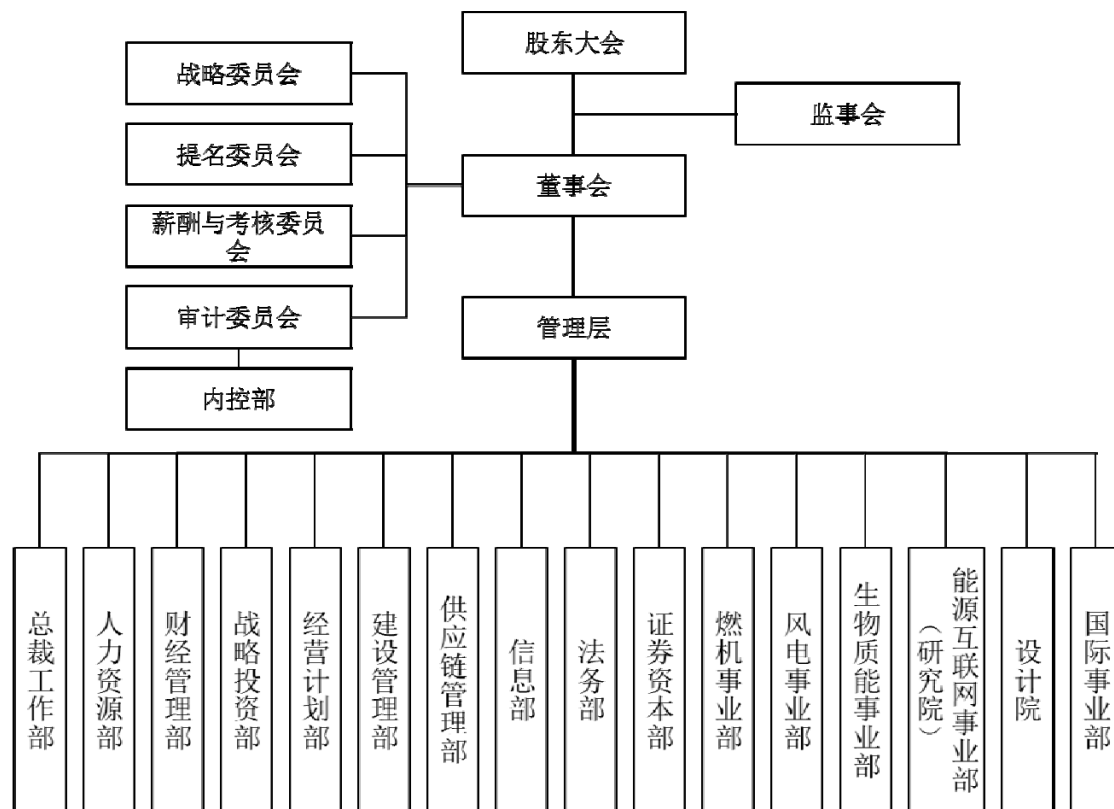 股东大会
战略委员会
监事会
提名委员会
董事会
薪酬与考核委员
会
审计委员会
管理层
内控部
总裁工作部
人力资源部
财经管理部
战略投资部
经营计划部
建设管理部
供应链管理部
信息部
法务部
证券资本部
燃机事业部
风电事业部
生物质能事业部
能源互联网事业部
（研究院）
设计院
国际事业部